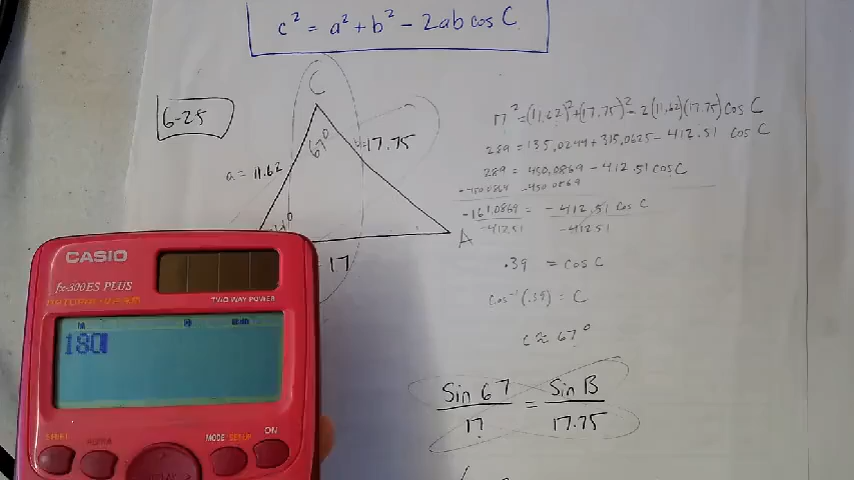 c² = a² + b² - 2ab cos C
6-25
C
67°
a = 11.62
17.75
A
17
17² = (11.62)² + (17.75)² - 2(11.62)(17.75) cos C
289 = 135.0244 + 315.0625 - 412.51 cos C
289 = 450.0869 - 412.51 cos C
-450.0869 -450.0869
-161.0869 = -412.51 cos C
-412.51 -412.51
.39 = cos C
cos⁻¹(.39) = C
C ≈ 67°
Sin 67 = Sin B
17 17.75
CASIO
fx-300ES PLUS
TWO WAY POWER
180
SHIFT
ALPHA
MODE SETUP
ON